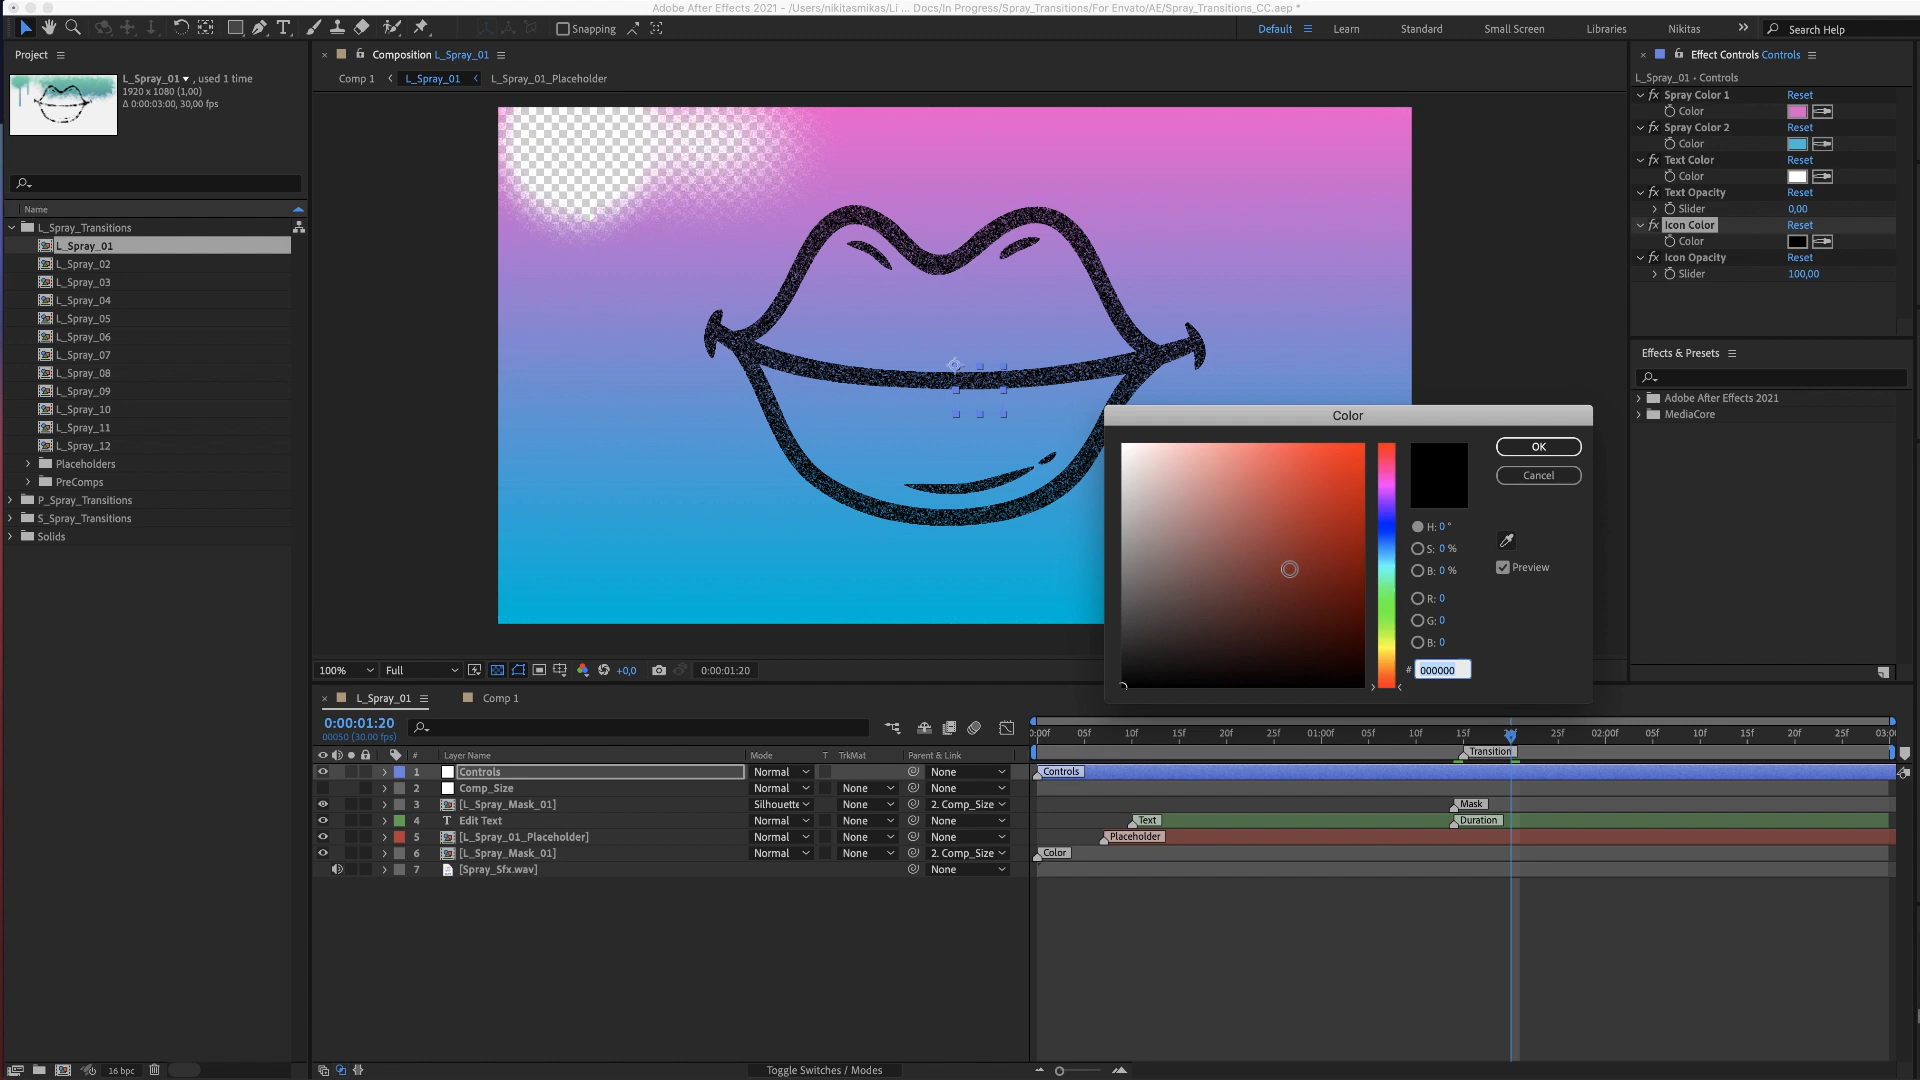 Adobe After Effects 2021 - /Users/nikitasmikas/Li ... Docs/In Progress/Spray_Transitions/For Envato/AE/Spray_Transitions_CC.aep *
Snapping
Default
Learn
Standard
Small Screen
Libraries
Nikitas
Search Help
Project
L_Spray_01 , used 1 time
1920 x 1080 (1,00)
Δ 0:00:03:00, 30,00 fps
Name
L_Spray_Transitions
L_Spray_01
L_Spray_02
L_Spray_03
L_Spray_04
L_Spray_05
L_Spray_06
L_Spray_07
L_Spray_08
L_Spray_09
L_Spray_10
L_Spray_11
L_Spray_12
Placeholders
PreComps
P_Spray_Transitions
S_Spray_Transitions
Solids
16 bpc
Composition L_Spray_01
Comp 1
L_Spray_01
L_Spray_01_Placeholder
100%
Full
+0,0
0:00:01:20
Effect Controls Controls
L_Spray_01 • Controls
fx Spray Color 1 Reset
Color
fx Spray Color 2 Reset
Color
fx Text Color Reset
Color
fx Text Opacity Reset
Slider 0,00
fx Icon Color Reset
Color
fx Icon Opacity Reset
Slider 100,00
Effects & Presets
Adobe After Effects 2021
MediaCore
Color
OK
Cancel
H: 0 °
S: 0 %
B: 0 %
Preview
R: 0
G: 0
B: 0
# 000000
L_Spray_01
Comp 1
0:00:01:20
00050 (30.00 fps)
# Layer Name Mode T TrkMat Parent & Link
1 Controls Normal None
2 Comp_Size Normal None None
3 [L_Spray_Mask_01] Silhouette None 2. Comp_Size
4 T Edit Text Normal None None
5 [L_Spray_01_Placeholder] Normal None None
6 [L_Spray_Mask_01] Normal None 2. Comp_Size
7 [Spray_Sfx.wav] None
Toggle Switches / Modes
05f 10f 15f 20f 25f 01:00f 05f 10f 15f 25f 02:00f 05f 10f 15f 20f 25f
Transition
Controls
Mask
Text
Duration
Placeholder
Color